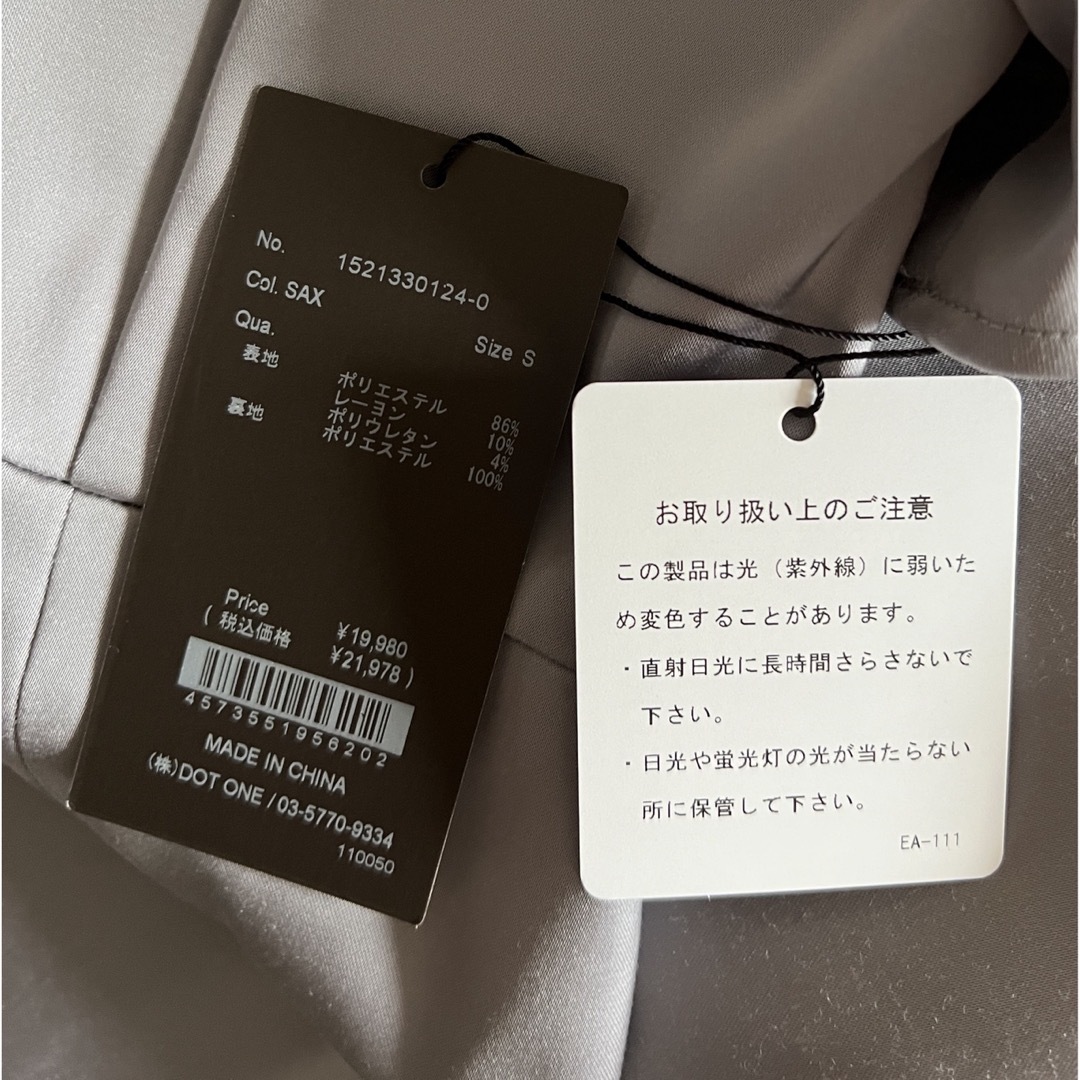 No. 1521330124-0
Col. SAX
Qua. Size S
表地 ポリエステル 86%
レーヨン 10%
ポリウレタン 4%
裏地 ポリエステル 100%
Price ¥19,980
( 税込価格 ¥21,978 )
4573551956202
MADE IN CHINA
(株)DOT ONE / 03-5770-9334
110050
お取り扱い上のご注意
この製品は光（紫外線）に弱いた
め変色することがあります。
・直射日光に長時間さらさないで
下さい。
・日光や蛍光灯の光が当たらない
所に保管して下さい。
EA-111